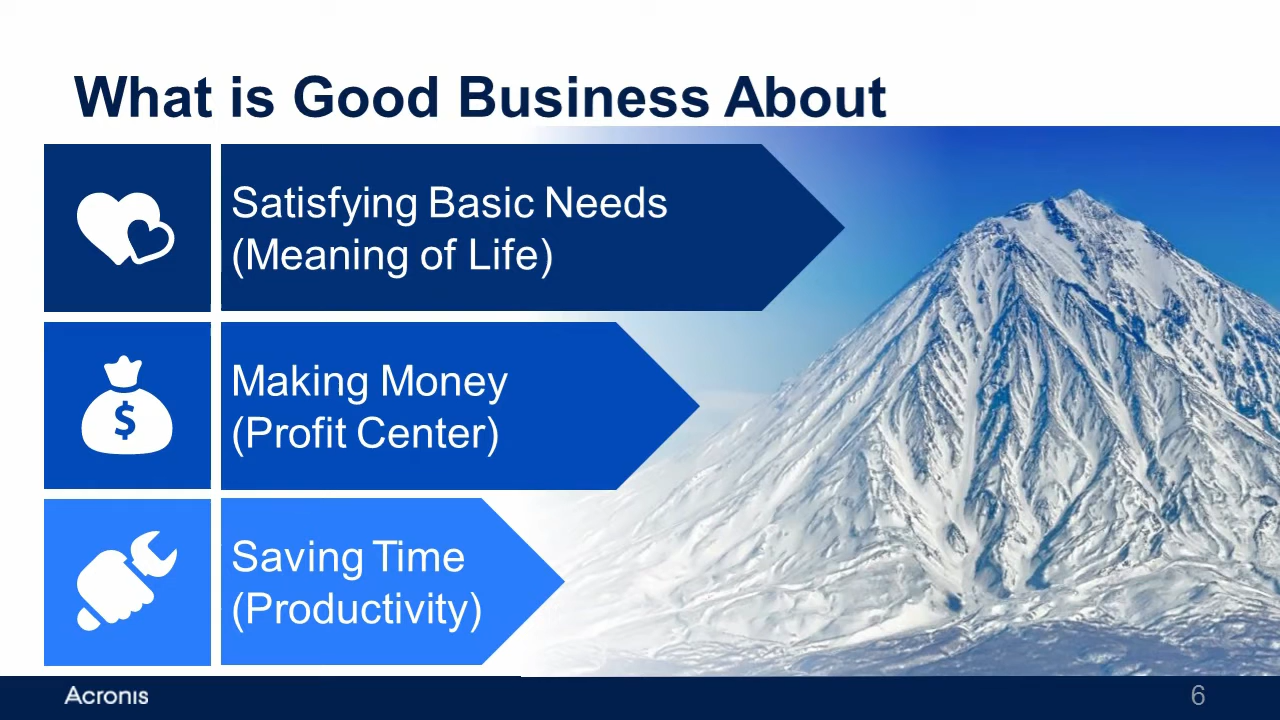 What is Good Business About
Satisfying Basic Needs
(Meaning of Life)
$
Making Money
(Profit Center)
Saving Time
(Productivity)
Acronis
6